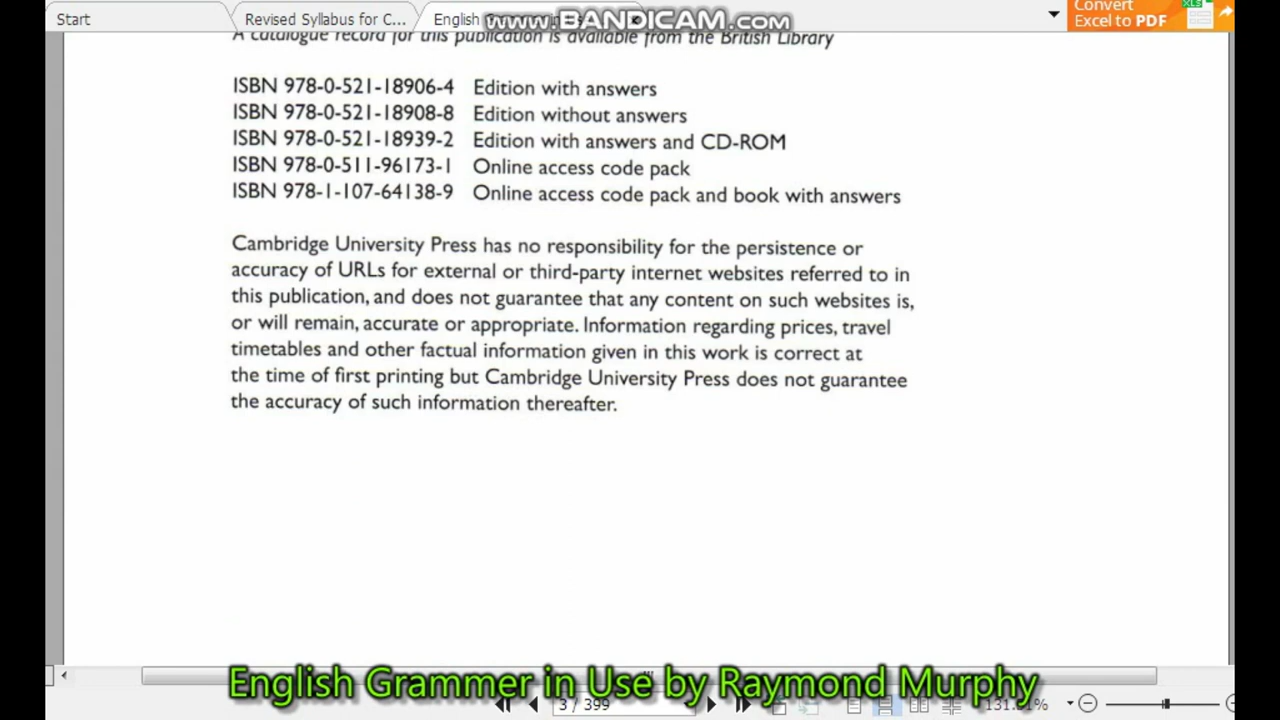 Start
Revised Syllabus for C...
English
www.BANDICAM.com
Convert
Excel to PDF
XLS
A catalogue record for this publication is available from the British Library
ISBN 978-0-521-18906-4 Edition with answers
ISBN 978-0-521-18908-8 Edition without answers
ISBN 978-0-521-18939-2 Edition with answers and CD-ROM
ISBN 978-0-511-96173-1 Online access code pack
ISBN 978-1-107-64138-9 Online access code pack and book with answers
Cambridge University Press has no responsibility for the persistence or
accuracy of URLs for external or third-party internet websites referred to in
this publication, and does not guarantee that any content on such websites is,
or will remain, accurate or appropriate. Information regarding prices, travel
timetables and other factual information given in this work is correct at
the time of first printing but Cambridge University Press does not guarantee
the accuracy of such information thereafter.
English Grammer in Use by Raymond Murphy
3 / 399